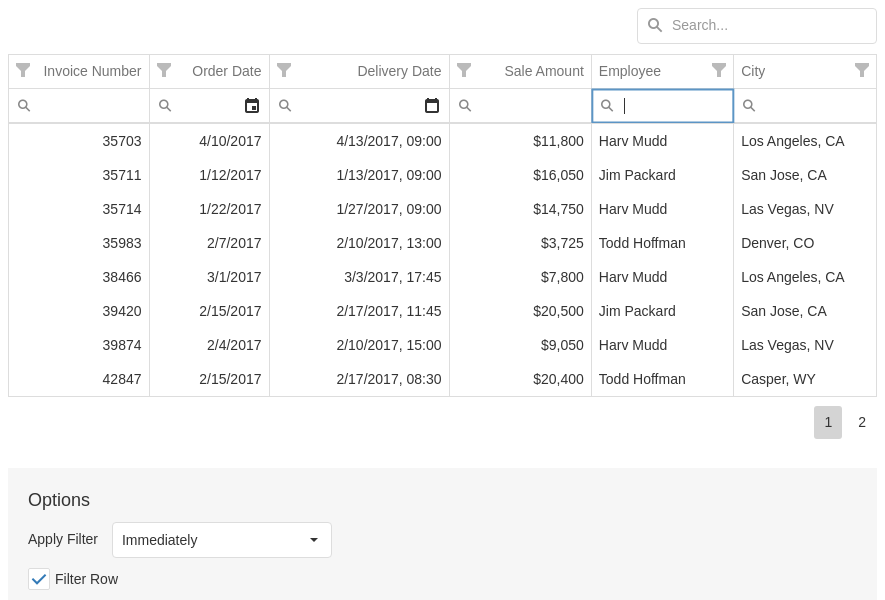 Search...
Invoice Number Order Date Delivery Date Sale Amount Employee City
35703 4/10/2017 4/13/2017, 09:00 $11,800 Harv Mudd Los Angeles, CA
35711 1/12/2017 1/13/2017, 09:00 $16,050 Jim Packard San Jose, CA
35714 1/22/2017 1/27/2017, 09:00 $14,750 Harv Mudd Las Vegas, NV
35983 2/7/2017 2/10/2017, 13:00 $3,725 Todd Hoffman Denver, CO
38466 3/1/2017 3/3/2017, 17:45 $7,800 Harv Mudd Los Angeles, CA
39420 2/15/2017 2/17/2017, 11:45 $20,500 Jim Packard San Jose, CA
39874 2/4/2017 2/10/2017, 15:00 $9,050 Harv Mudd Las Vegas, NV
42847 2/15/2017 2/17/2017, 08:30 $20,400 Todd Hoffman Casper, WY
1 2
Options
Apply Filter Immediately
Filter Row